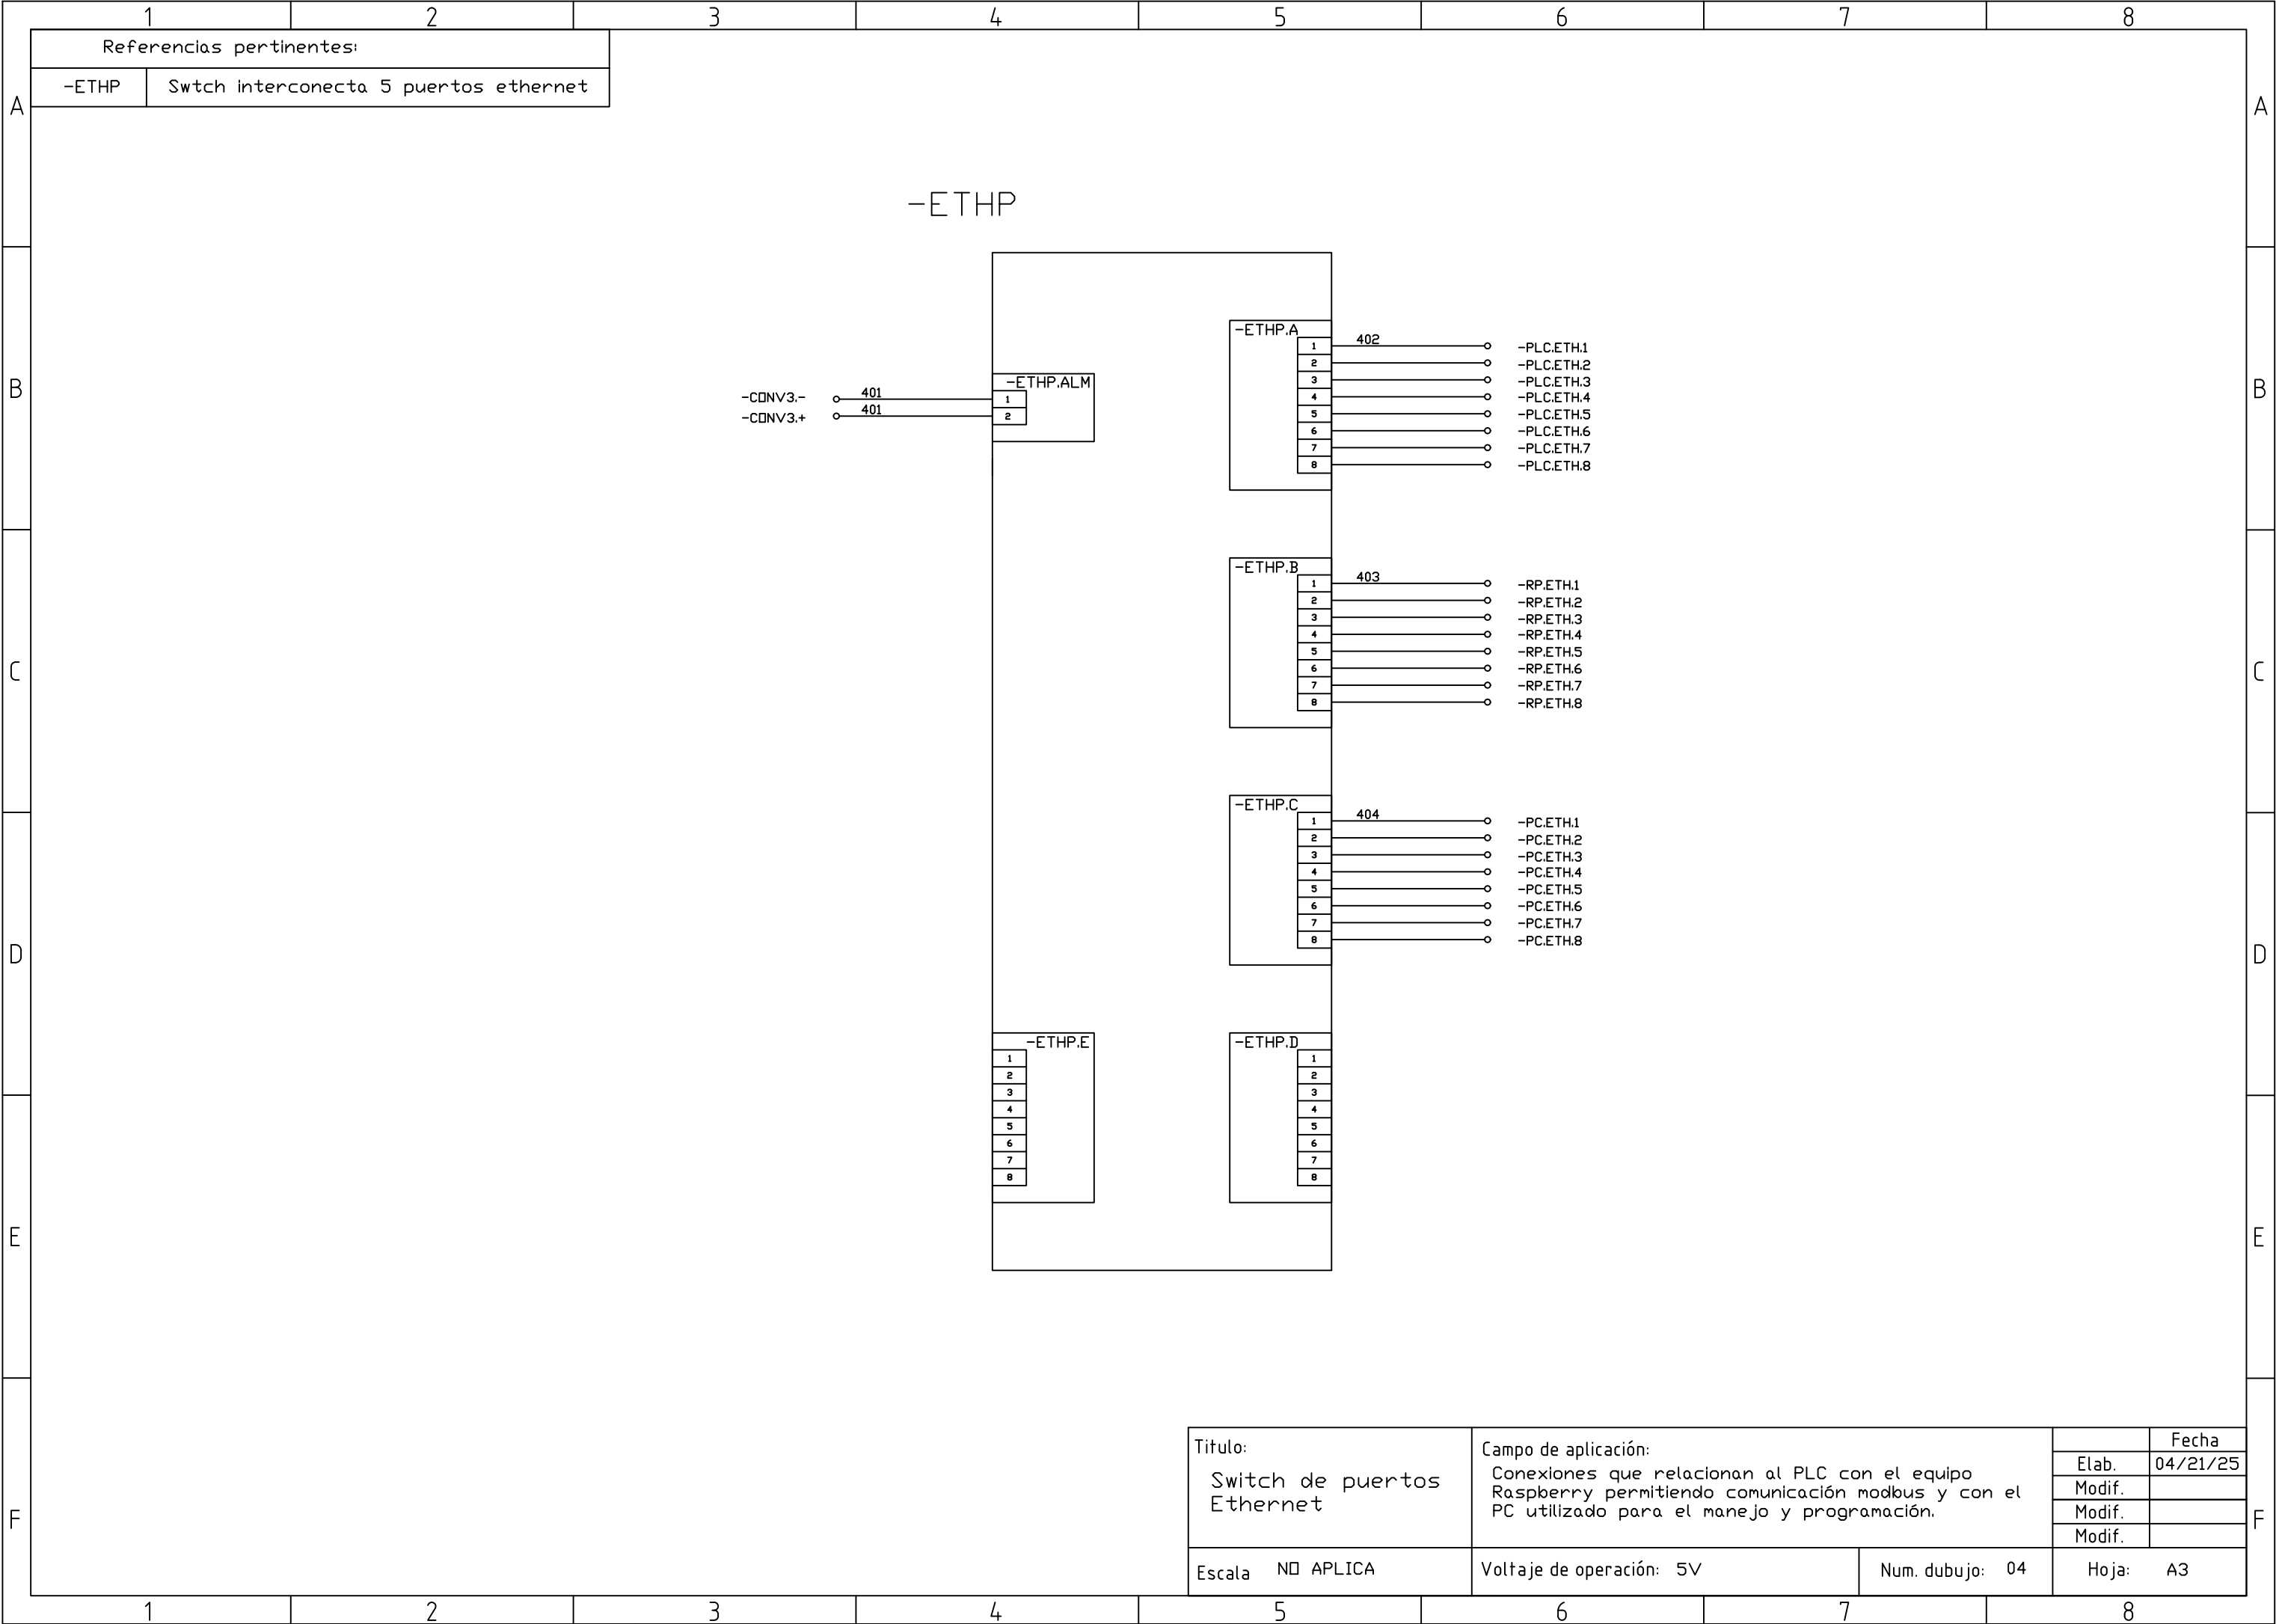 1 2 3 4 5 6 7 8
Referencias pertinentes:
-ETHP Swtch interconecta 5 puertos ethernet
A A
-ETHP
B B
-ETHP.ALM
-CONV3.- 401 1
-CONV3.+ 401 2
-ETHP.A
1 402 -PLC.ETH.1
2 -PLC.ETH.2
3 -PLC.ETH.3
4 -PLC.ETH.4
5 -PLC.ETH.5
6 -PLC.ETH.6
7 -PLC.ETH.7
8 -PLC.ETH.8
C C
-ETHP.B
1 403 -RP.ETH.1
2 -RP.ETH.2
3 -RP.ETH.3
4 -RP.ETH.4
5 -RP.ETH.5
6 -RP.ETH.6
7 -RP.ETH.7
8 -RP.ETH.8
D D
-ETHP.C
1 404 -PC.ETH.1
2 -PC.ETH.2
3 -PC.ETH.3
4 -PC.ETH.4
5 -PC.ETH.5
6 -PC.ETH.6
7 -PC.ETH.7
8 -PC.ETH.8
-ETHP.E
1
2
3
4
5
6
7
8
-ETHP.D
1
2
3
4
5
6
7
8
E E
F F
Titulo:
Switch de puertos
Ethernet
Campo de aplicación:
Conexiones que relacionan al PLC con el equipo
Raspberry permitiendo comunicación modbus y con el
PC utilizado para el manejo y programación.
Fecha
Elab. 04/21/25
Modif.
Modif.
Modif.
Escala NO APLICA
Voltaje de operación: 5V
Num. dubujo: 04
Hoja: A3
1 2 3 4 5 6 7 8